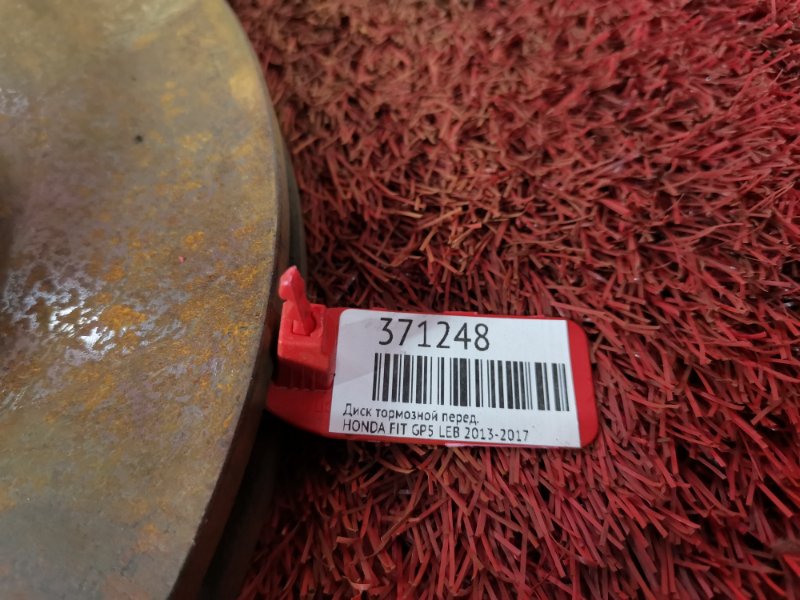 371248
Диск тормозной перед.
HONDA FIT GP5 LEB 2013-2017